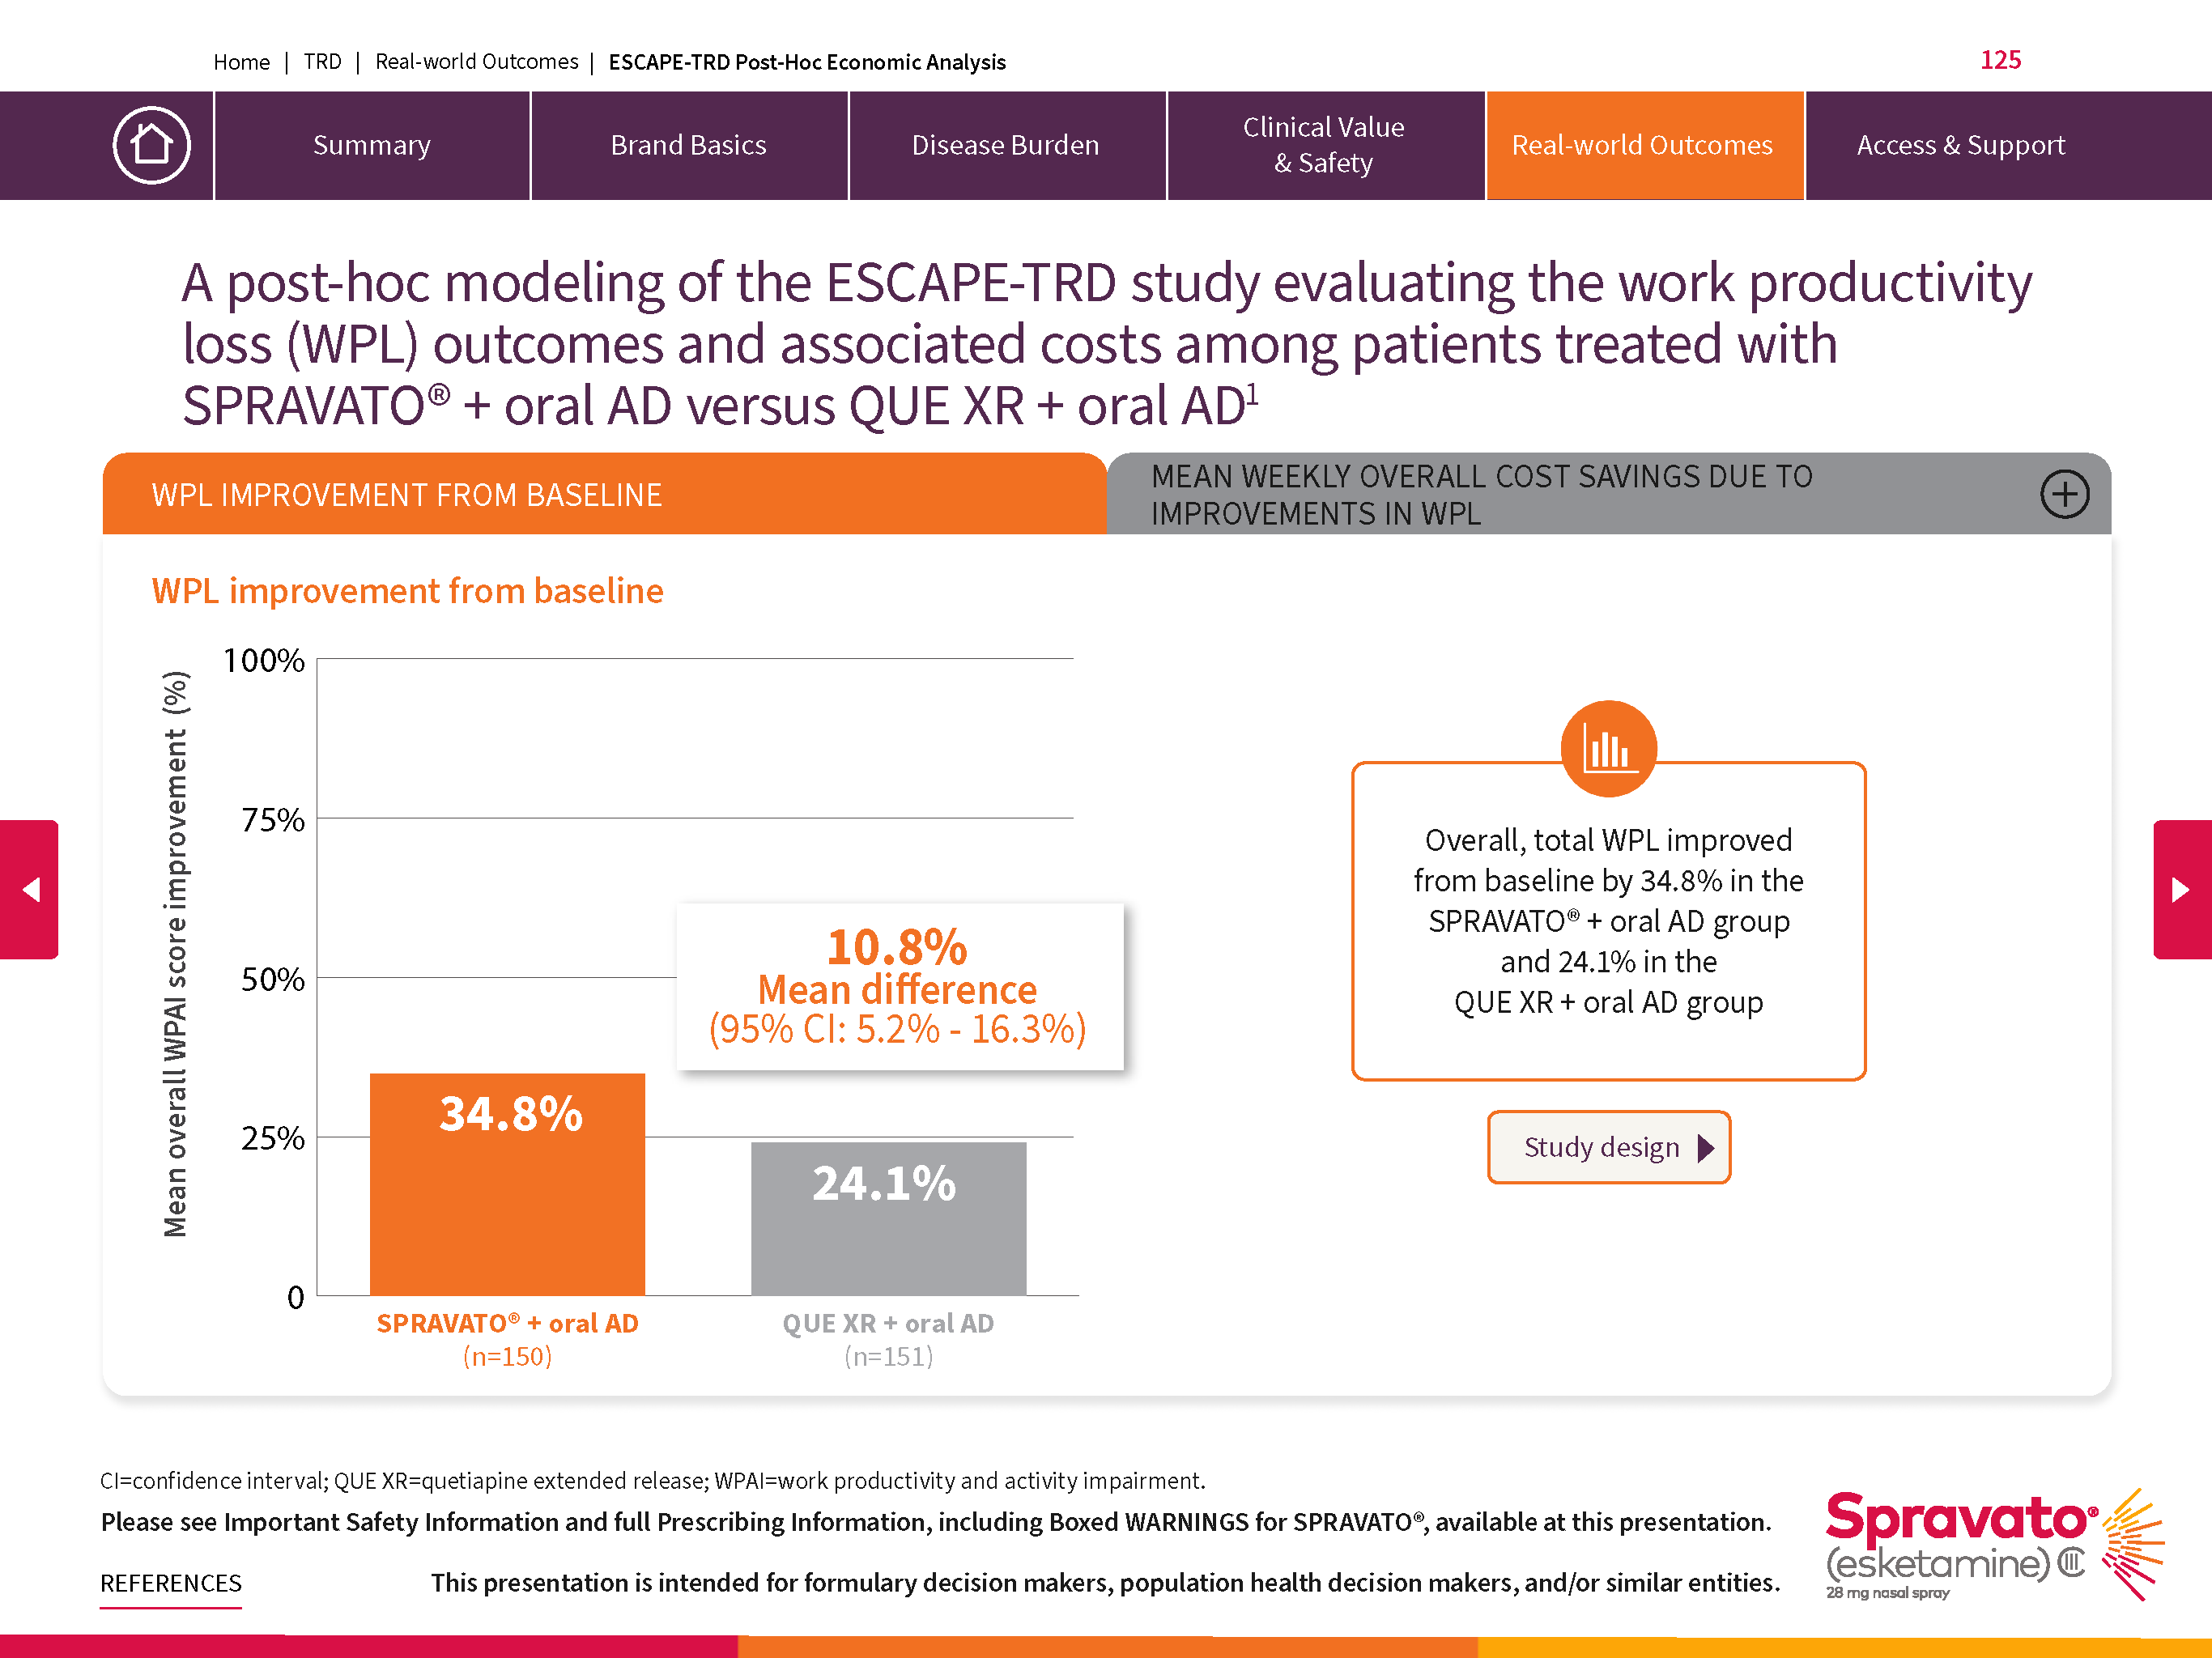 Home | TRD | Real-world Outcomes | ESCAPE-TRD Post-Hoc Economic Analysis
125
Summary
Brand Basics
Disease Burden
Clinical Value
& Safety
Real-world Outcomes
Access & Support
A post-hoc modeling of the ESCAPE-TRD study evaluating the work productivity
loss (WPL) outcomes and associated costs among patients treated with
SPRAVATO® + oral AD versus QUE XR + oral AD¹
WPL IMPROVEMENT FROM BASELINE
MEAN WEEKLY OVERALL COST SAVINGS DUE TO
IMPROVEMENTS IN WPL
WPL improvement from baseline
Mean overall WPAI score improvement (%)
100%
75%
50%
25%
0
10.8%
Mean difference
(95% CI: 5.2% - 16.3%)
34.8%
24.1%
SPRAVATO® + oral AD
(n=150)
QUE XR + oral AD
(n=151)
Overall, total WPL improved
from baseline by 34.8% in the
SPRAVATO® + oral AD group
and 24.1% in the
QUE XR + oral AD group
Study design
CI=confidence interval; QUE XR=quetiapine extended release; WPAI=work productivity and activity impairment.
Please see Important Safety Information and full Prescribing Information, including Boxed WARNINGS for SPRAVATO®, available at this presentation.
REFERENCES
This presentation is intended for formulary decision makers, population health decision makers, and/or similar entities.
Spravato®
(esketamine) CIII
28 mg nasal spray